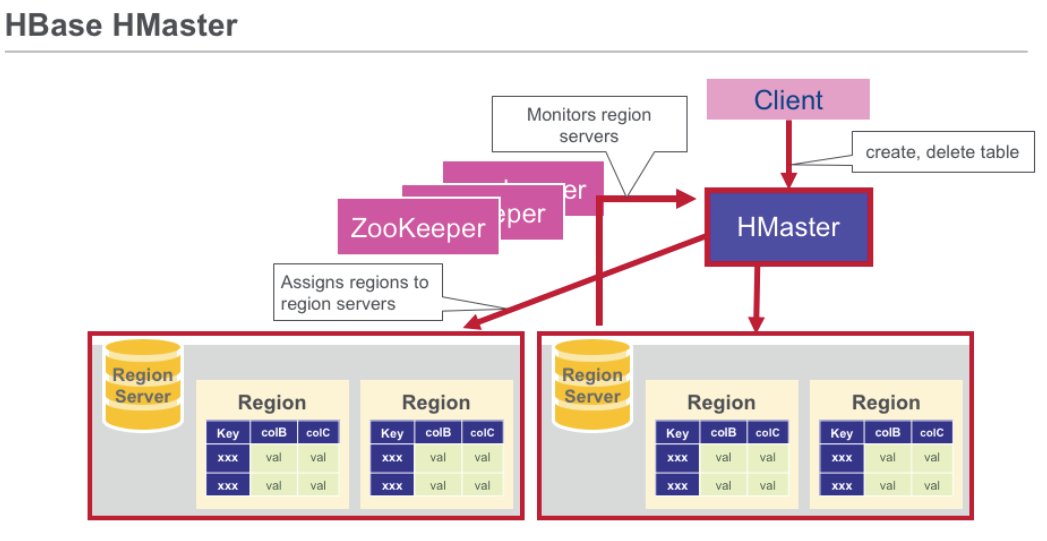 HBase HMaster
Client
Monitors region
servers
create, delete table
er
eper
ZooKeeper
HMaster
Assigns regions to
region servers
Region
Server
Region
Key colB colC
xxx val val
xxx val val
Region
Key colB colC
xxx val val
xxx val val
Region
Server
Region
Key colB colC
xxx val val
xxx val val
Region
Key colB colC
xxx val val
xxx val val